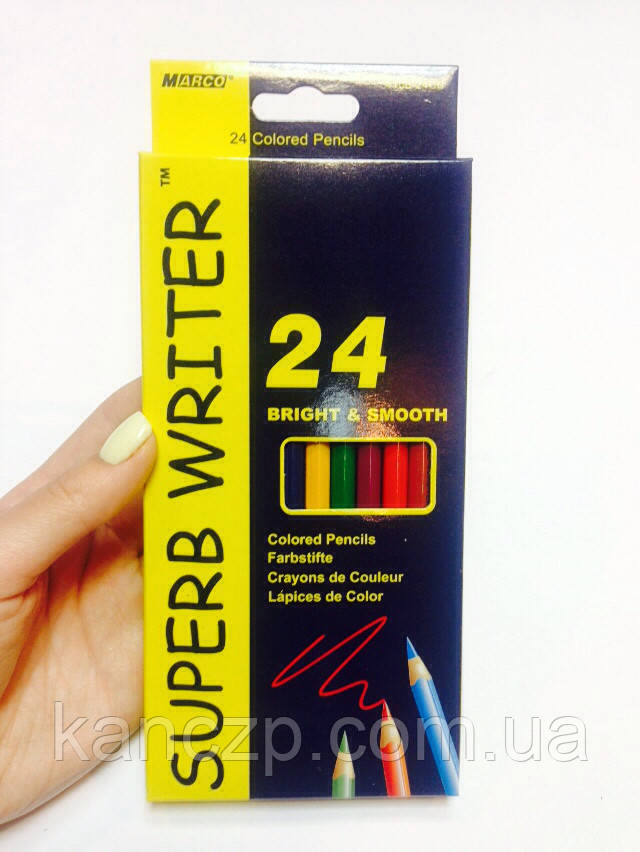 MARCO®
24 Colored Pencils
SUPERB WRITER™
24
BRIGHT & SMOOTH
Colored Pencils
Farbstifte
Crayons de Couleur
Lápices de Color
kanczp.com.ua